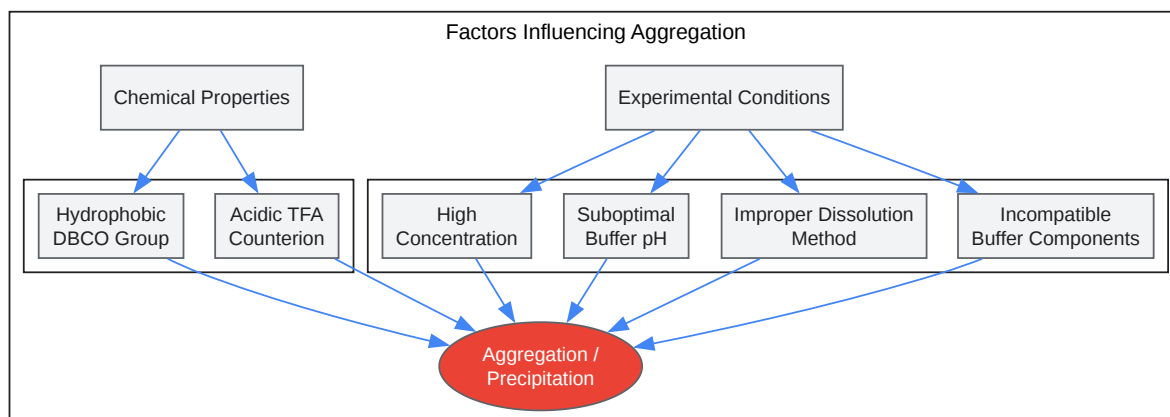 Factors Influencing Aggregation
Chemical Properties
Experimental Conditions
Hydrophobic
DBCO Group
Acidic TFA
Counterion
High
Concentration
Suboptimal
Buffer pH
Improper Dissolution
Method
Incompatible
Buffer Components
Aggregation /
Precipitation